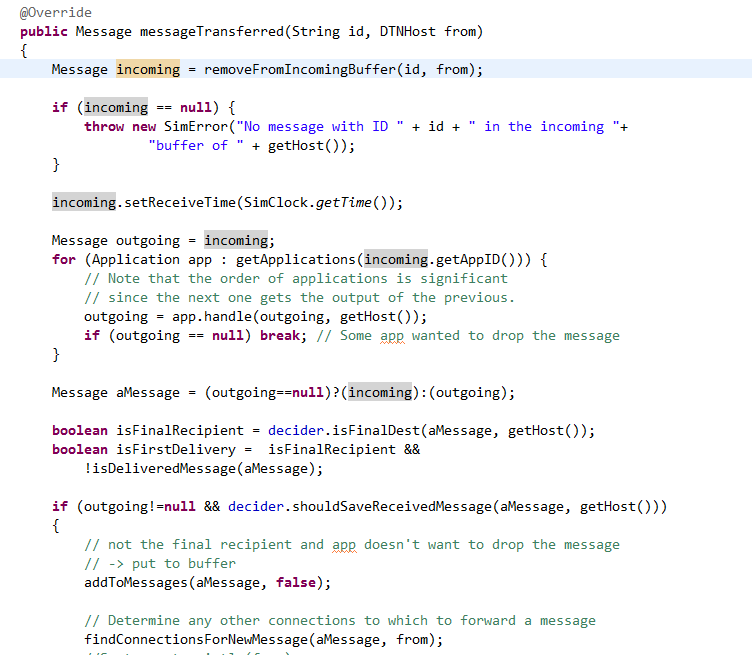 @Override
public Message messageTransferred(String id, DTNHost from)
{
    Message incoming = removeFromIncomingBuffer(id, from);
    if (incoming == null) {
        throw new SimError("No message with ID " + id + " in the incoming "+
                "buffer of " + getHost());
    }
    incoming.setReceiveTime(SimClock.getTime());
    Message outgoing = incoming;
    for (Application app : getApplications(incoming.getAppID())) {
        // Note that the order of applications is significant
        // since the next one gets the output of the previous.
        outgoing = app.handle(outgoing, getHost());
        if (outgoing == null) break; // Some app wanted to drop the message
    }
    Message aMessage = (outgoing==null)?(incoming):(outgoing);
    boolean isFinalRecipient = decider.isFinalDest(aMessage, getHost());
    boolean isFirstDelivery =  isFinalRecipient &&
        !isDeliveredMessage(aMessage);
    if (outgoing!=null && decider.shouldSaveReceivedMessage(aMessage, getHost()))
    {
        // not the final recipient and app doesn't want to drop the message
        // -> put to buffer
        addToMessages(aMessage, false);
        // Determine any other connections to which to forward a message
        findConnectionsForNewMessage(aMessage, from);